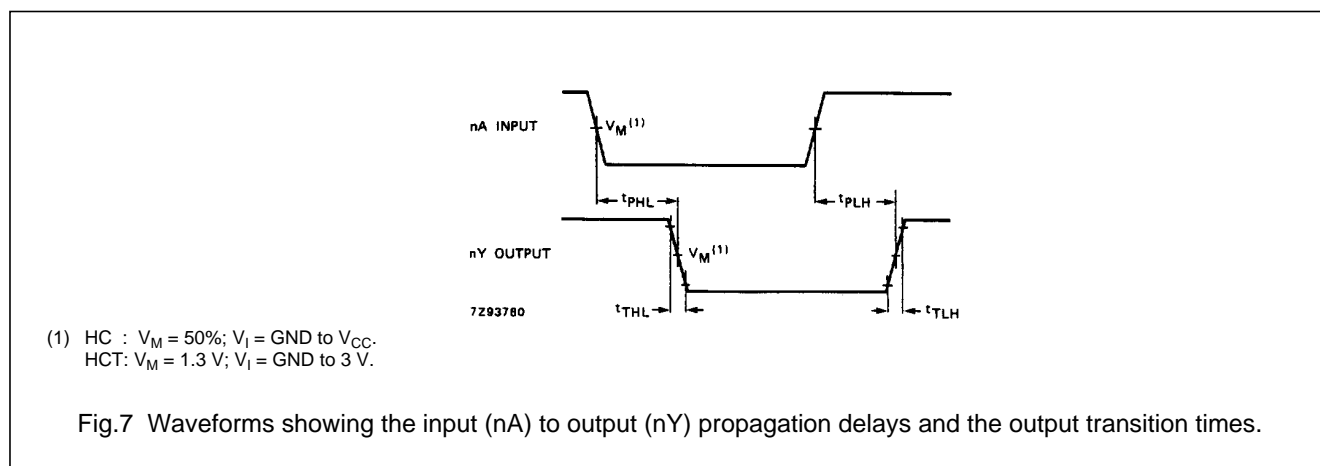 nA INPUT
VM(1)
tPHL
tPLH
nY OUTPUT
VM(1)
tTHL
tTLH
7Z93760
(1) HC : VM = 50%; VI = GND to VCC.
HCT: VM = 1.3 V; VI = GND to 3 V.
Fig.7 Waveforms showing the input (nA) to output (nY) propagation delays and the output transition times.